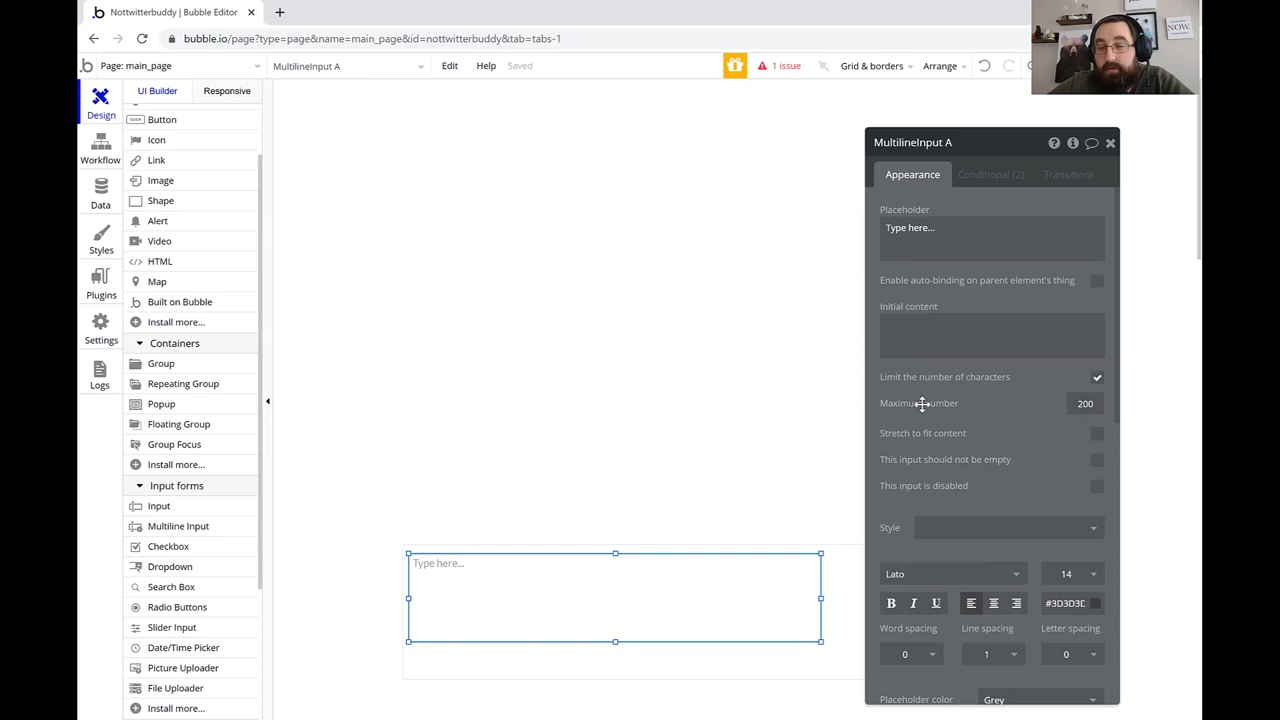 Nottwitterbuddy | Bubble Editor
bubble.io/page?type=page&name=main_page&id=notwitter
&tab=tabs-1
Page: main_page
MultilineInput A
Edit
Help
Saved
1 issue
Grid & borders
Arrange
NOW.
Design
Workflow
Data
Styles
Plugins
Settings
Logs
UI Builder
Responsive
Button
Icon
Link
Image
Shape
Alert
Video
</> HTML
Map
Built on Bubble
Install more...
Containers
Group
Repeating Group
Popup
Floating Group
Group Focus
Install more...
Input forms
Input
Multiline Input
Checkbox
Dropdown
Search Box
Radio Buttons
Slider Input
Date/Time Picker
Picture Uploader
File Uploader
Install more...
Type here...
MultilineInput A
Appearance
Conditional (2)
Transitions
Placeholder
Type here...
Enable auto-binding on parent element's thing
Initial content
Limit the number of characters
Maximum number 200
Stretch to fit content
This input should not be empty
This input is disabled
Style
Lato 14
B I U #3D3D3D
Word spacing Line spacing Letter spacing
0 1 0
Placeholder color Grey